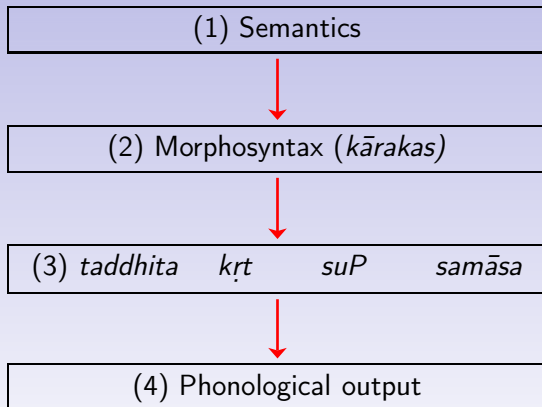 (1) Semantics
(2) Morphosyntax (kārakas)
(3) taddhita kṛt suP samāsa
(4) Phonological output